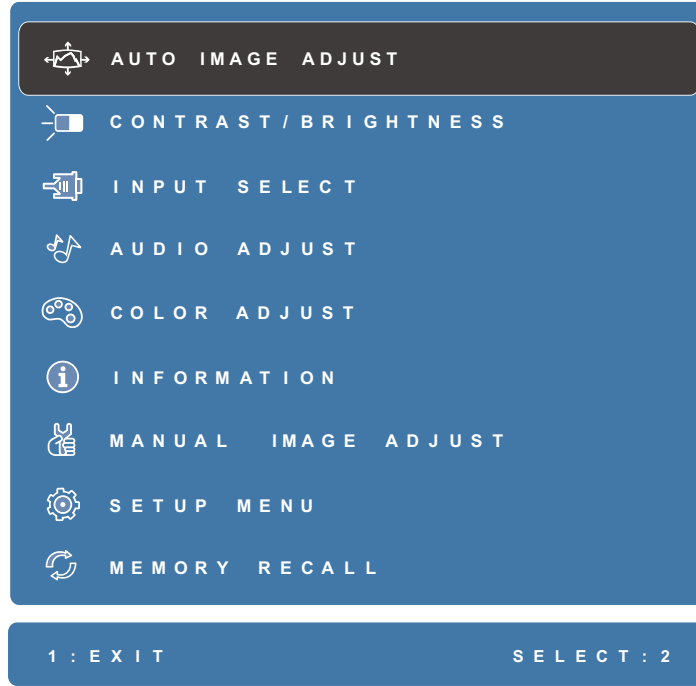 AUTO IMAGE ADJUST
CONTRAST/BRIGHTNESS
INPUT SELECT
AUDIO ADJUST
COLOR ADJUST
INFORMATION
MANUAL IMAGE ADJUST
SETUP MENU
MEMORY RECALL
1:EXIT SELECT:2